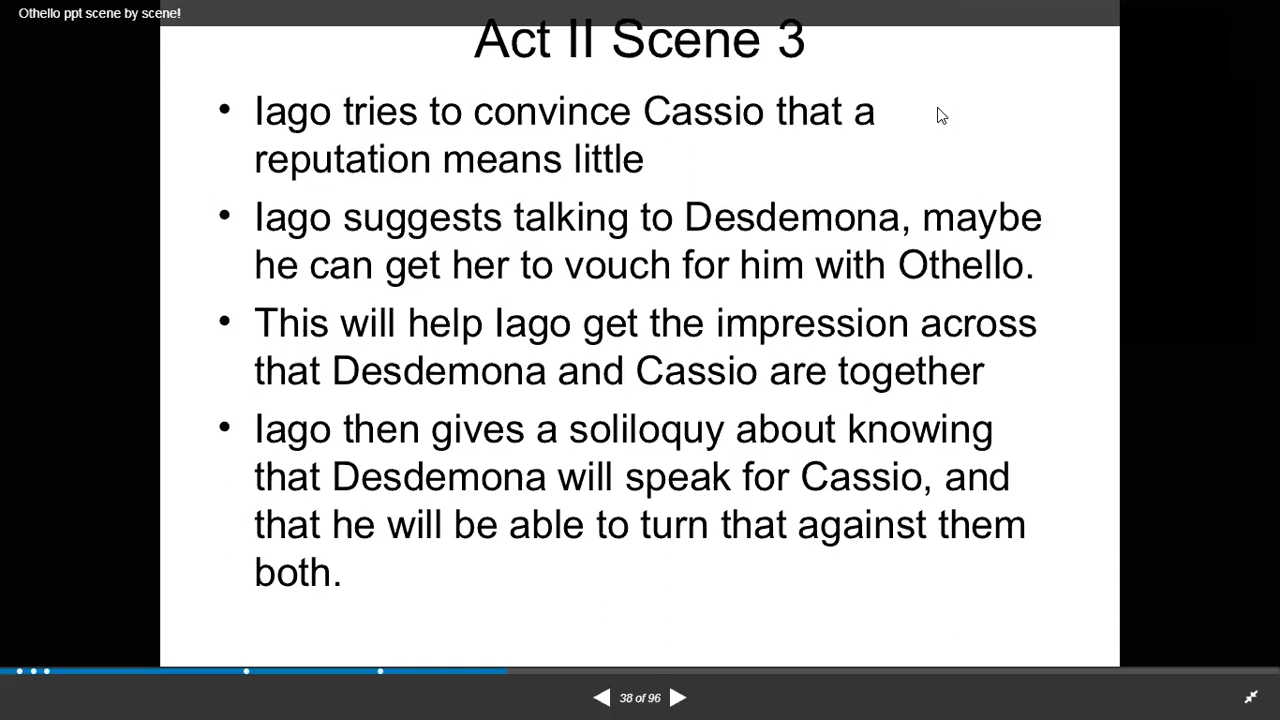 Othello ppt scene by scene!
Act II Scene 3
• Iago tries to convince Cassio that a
reputation means little
• Iago suggests talking to Desdemona, maybe
he can get her to vouch for him with Othello.
• This will help Iago get the impression across
that Desdemona and Cassio are together
• Iago then gives a soliloquy about knowing
that Desdemona will speak for Cassio, and
that he will be able to turn that against them
both.
38 of 96